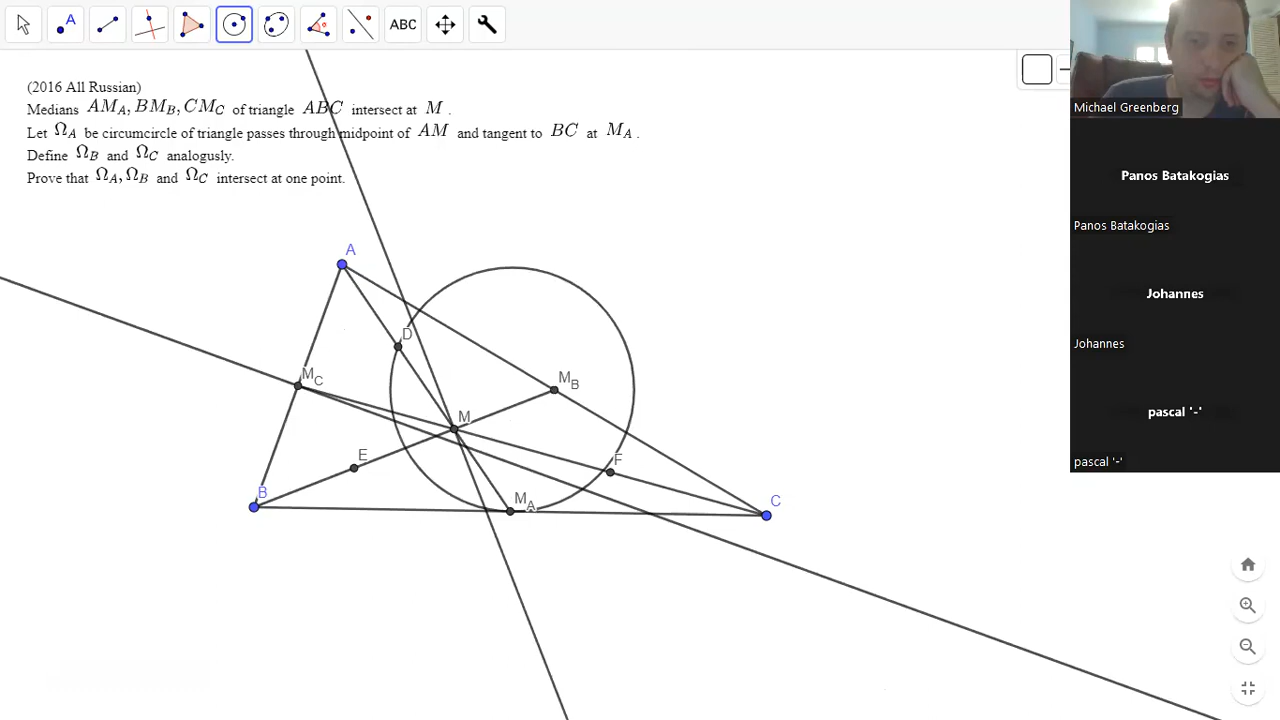 ABC
(2016 All Russian)
Medians AM_A, BM_B, CM_C of triangle ABC intersect at M .
Let Ω_A be circumcircle of triangle passes through midpoint of AM and tangent to BC at M_A .
Define Ω_B and Ω_C analogously.
Prove that Ω_A, Ω_B and Ω_C intersect at one point.
A
D
M_C
M_B
M
E
F
B
M_A
C
A
Michael Greenberg
Panos Batakogias
Panos Batakogias
Johannes
Johannes
pascal '-'
pascal '-'